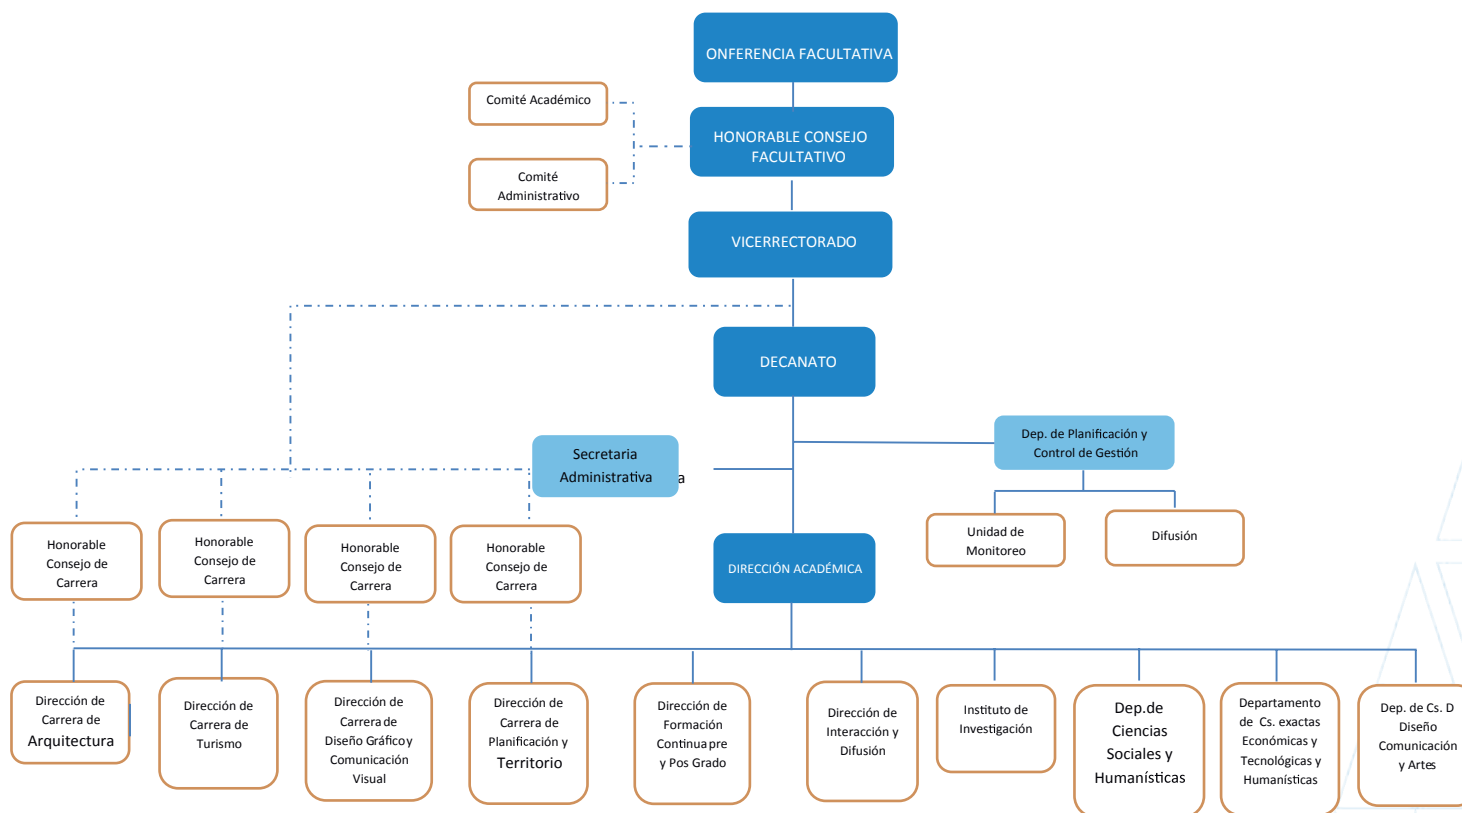 ONFERENCIA FACULTATIVA
Comité Académico
HONORABLE CONSEJO
FACULTATIVO
Comité
Administrativo
VICERRECTORADO
DECANATO
Dep. de Planificación y
Control de Gestión
Secretaria
Administrativa
a
Unidad de
Monitoreo
Difusión
Honorable
Consejo de
Carrera
Honorable
Consejo de
Carrera
Honorable
Consejo de
Carrera
Honorable
Consejo de
Carrera
DIRECCIÓN ACADÉMICA
Dirección de
Carrera de
Arquitectura
Dirección de
Carrera de
Turismo
Dirección de
Carrera de
Diseño Gráfico y
Comunicación
Visual
Dirección de
Carrera de
Planificación y
Territorio
Dirección de
Formación
Continua pre
y Pos Grado
Dirección de
Interacción y
Difusión
Instituto de
Investigación
Dep.de
Ciencias
Sociales y
Humanísticas
Departamento
de Cs. exactas
Económicas y
Tecnológicas y
Humanísticas
Dep. de Cs. D
Diseño
Comunicación
y Artes